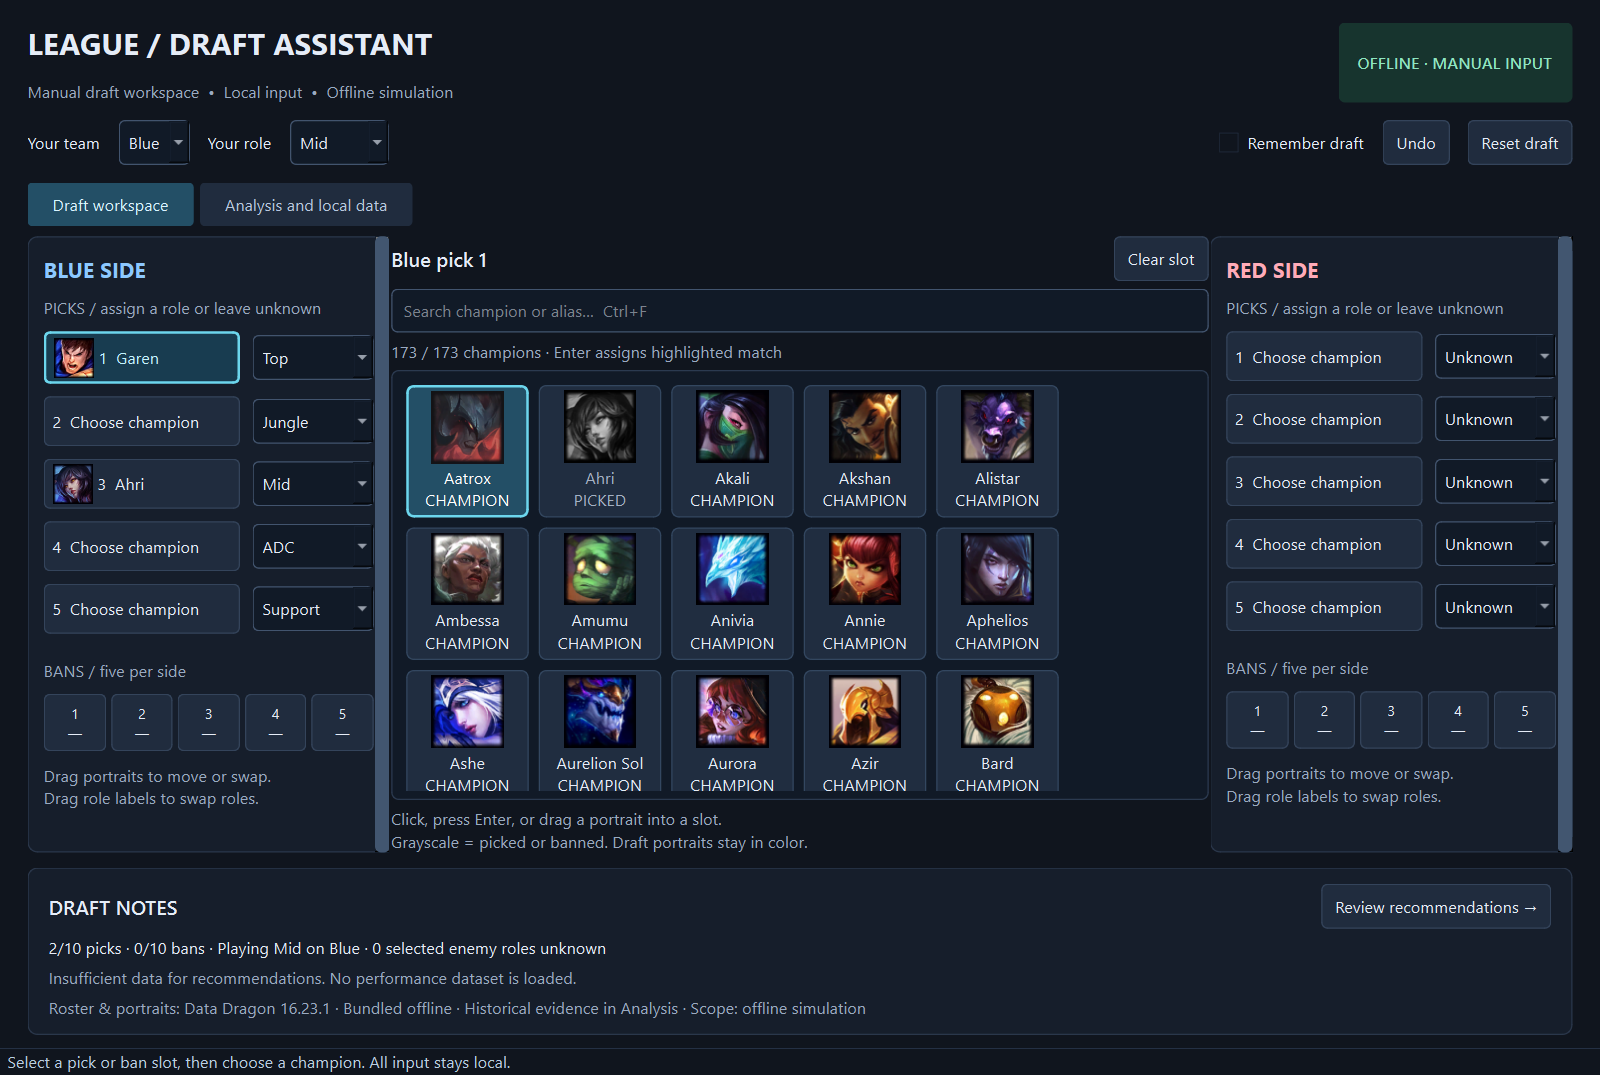 LEAGUE / DRAFT ASSISTANT
OFFLINE · MANUAL INPUT
Manual draft workspace • Local input • Offline simulation
Your team Blue Your role Mid
Remember draft Undo Reset draft
Draft workspace Analysis and local data
BLUE SIDE
PICKS / assign a role or leave unknown
1 Garen Top
2 Choose champion Jungle
3 Ahri Mid
4 Choose champion ADC
5 Choose champion Support
BANS / five per side
1 2 3 4 5
— — — — —
Drag portraits to move or swap.
Drag role labels to swap roles.
Blue pick 1
Clear slot
Search champion or alias... Ctrl+F
173 / 173 champions · Enter assigns highlighted match
Aatrox Ahri Akali Akshan Alistar
CHAMPION PICKED CHAMPION CHAMPION CHAMPION
Ambessa Amumu Anivia Annie Aphelios
CHAMPION CHAMPION CHAMPION CHAMPION CHAMPION
Ashe Aurelion Sol Aurora Azir Bard
CHAMPION CHAMPION CHAMPION CHAMPION CHAMPION
Click, press Enter, or drag a portrait into a slot.
Grayscale = picked or banned. Draft portraits stay in color.
RED SIDE
PICKS / assign a role or leave unknown
1 Choose champion Unknown
2 Choose champion Unknown
3 Choose champion Unknown
4 Choose champion Unknown
5 Choose champion Unknown
BANS / five per side
1 2 3 4 5
— — — — —
Drag portraits to move or swap.
Drag role labels to swap roles.
DRAFT NOTES
Review recommendations →
2/10 picks · 0/10 bans · Playing Mid on Blue · 0 selected enemy roles unknown
Insufficient data for recommendations. No performance dataset is loaded.
Roster & portraits: Data Dragon 16.23.1 · Bundled offline · Historical evidence in Analysis · Scope: offline simulation
Select a pick or ban slot, then choose a champion. All input stays local.